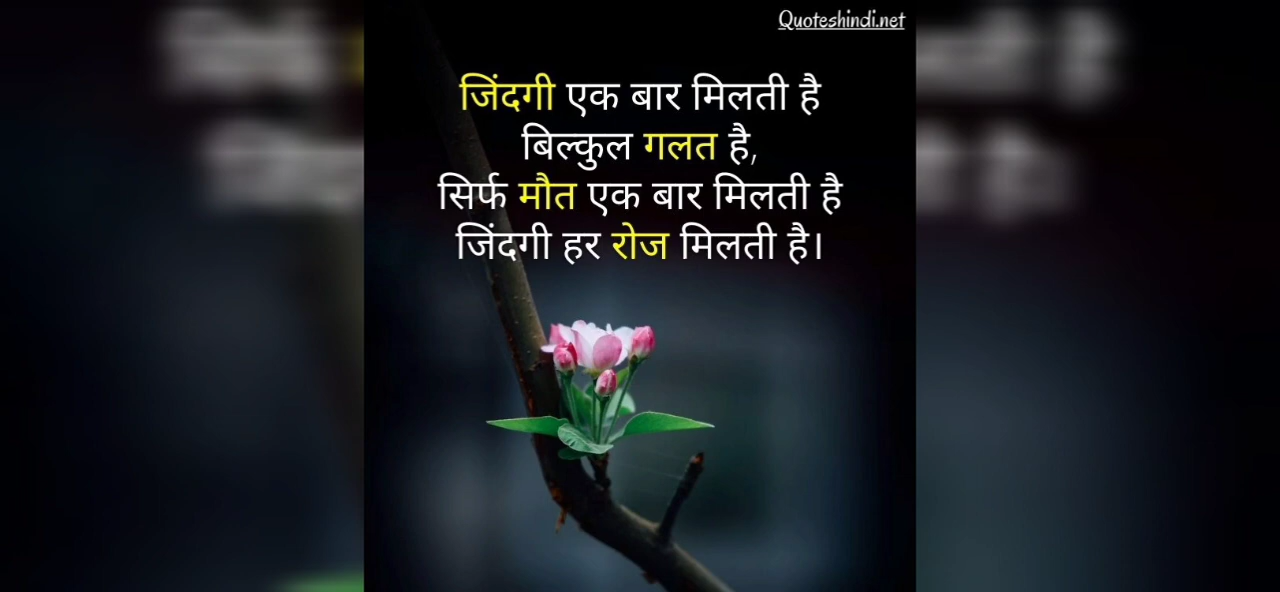 Quoteshindi.net
जिंदगी एक बार मिलती है
बिल्कुल गलत है,
सिर्फ मौत एक बार मिलती है
जिंदगी हर रोज मिलती है।